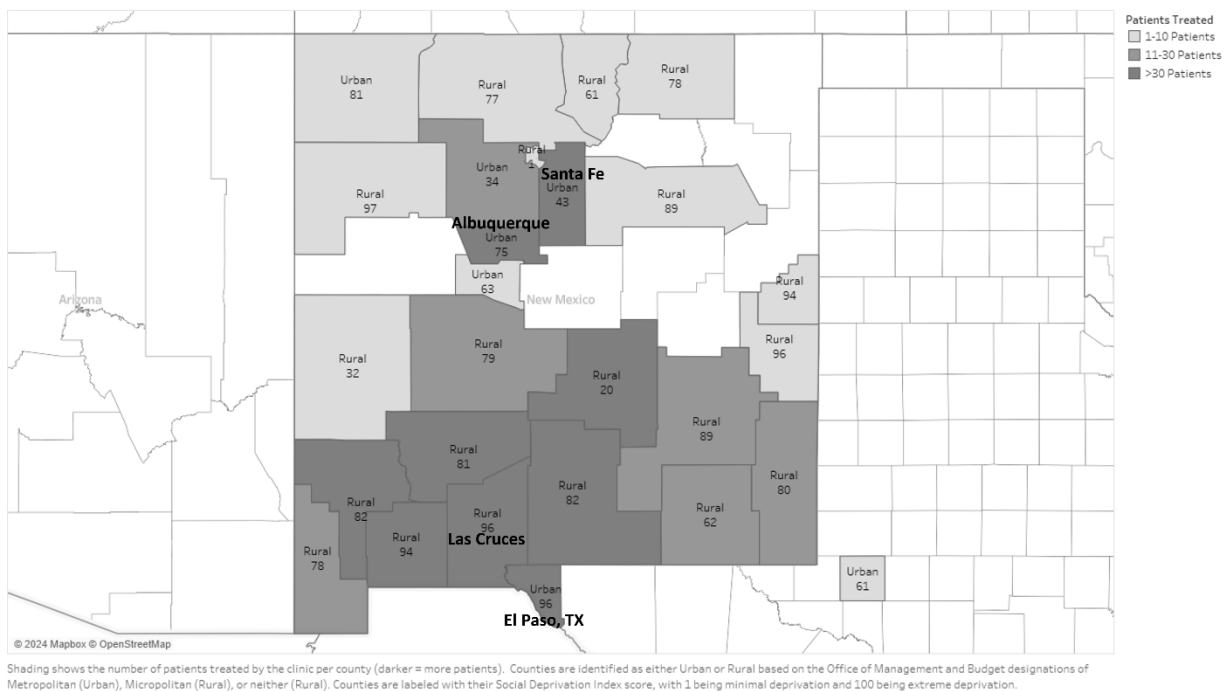 Patients Treated
1-10 Patients
11-30 Patients
>30 Patients
Urban
81
Rural
77
Rural
61
Rural
78
Rural
1
Santa Fe
Urban
34
Urban
43
Rural
97
Rural
89
Albuquerque
Urban
75
Urban
63
New Mexico
Arizona
Rural
94
Rural
96
Rural
32
Rural
79
Rural
20
Rural
89
Rural
81
Rural
82
Rural
80
Rural
82
Rural
96
Rural
62
Rural
94
Las Cruces
Rural
78
Urban
96
El Paso, TX
Urban
61
© 2024 Mapbox © OpenStreetMap
Shading shows the number of patients treated by the clinic per county (darker = more patients). Counties are identified as either Urban or Rural based on the Office of Management and Budget designations of
Metropolitan (Urban), Micropolitan (Rural), or neither (Rural). Counties are labeled with their Social Deprivation Index score, with 1 being minimal deprivation and 100 being extreme deprivation.